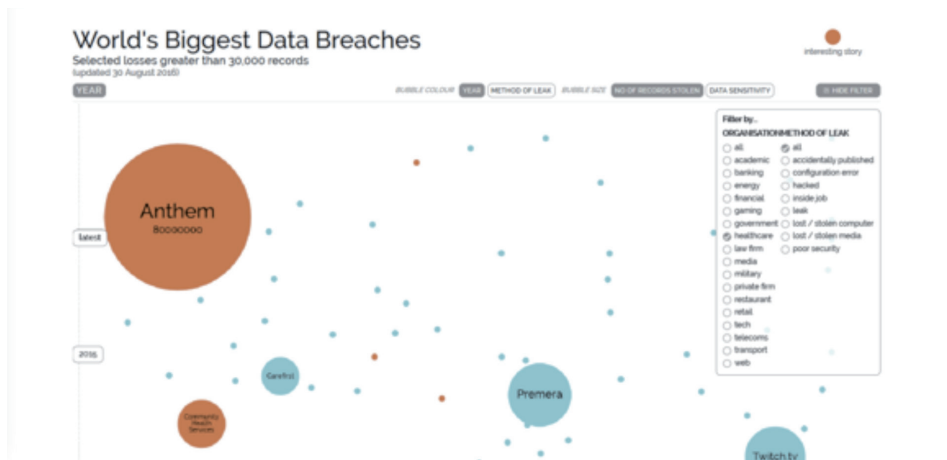 World's Biggest Data Breaches
Selected losses greater than 30,000 records
(updated 30 August 2016)
interesting story
YEAR
BUBBLE COLOUR YEAR METHOD OF LEAK BUBBLE SIZE NO OF RECORDS STOLEN DATA SENSITIVITY HIDE FILTER
Filter by...
ORGANISATION METHOD OF LEAK
all all
academic accidentally published
banking configuration error
energy hacked
financial inside job
gaming leak
government lost / stolen computer
healthcare lost / stolen media
law firm poor security
media
military
private firm
restaurant
retail
tech
telecoms
transport
web
Anthem
80000000
latest
2015
Carefirst
Premera
Community
Health
Services
Twitch.tv